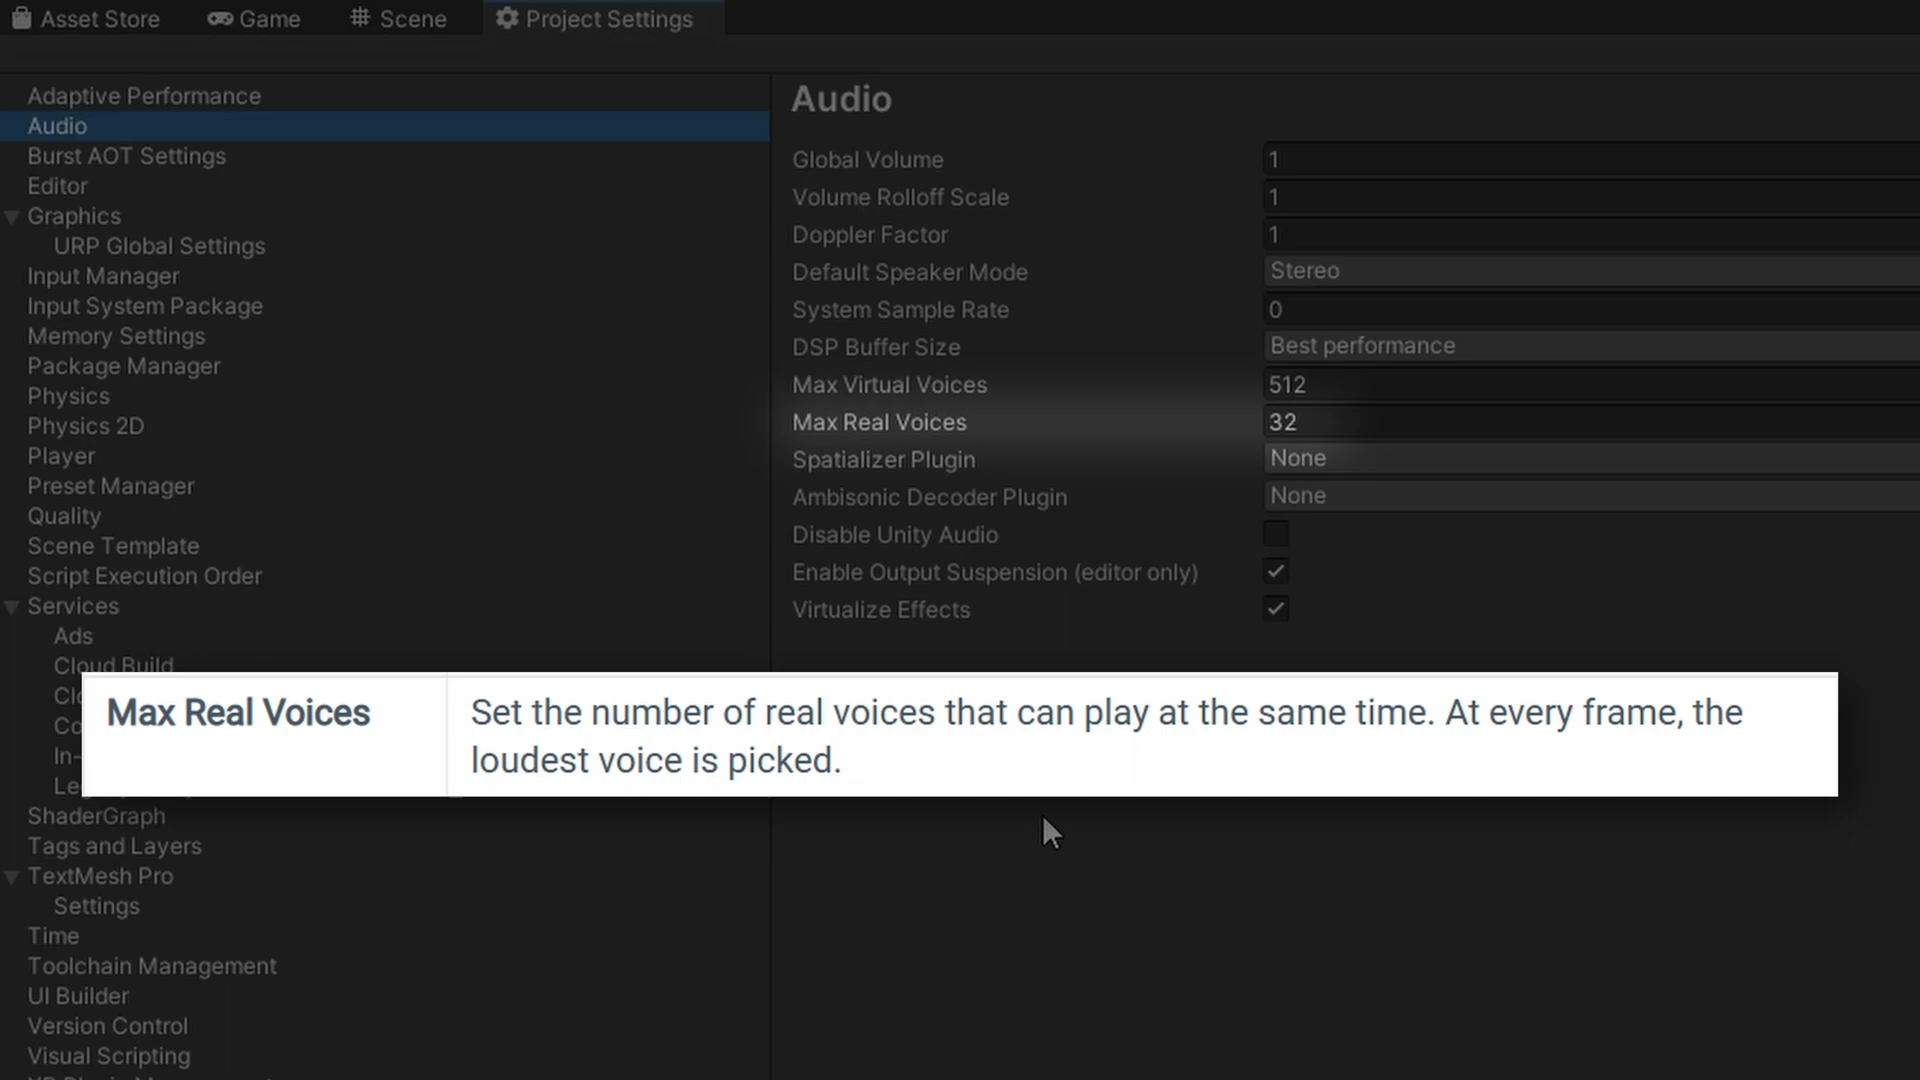 Asset Store
Game
Scene
Project Settings
Adaptive Performance
Audio
Burst AOT Settings
Editor
Graphics
URP Global Settings
Input Manager
Input System Package
Memory Settings
Package Manager
Physics
Physics 2D
Player
Preset Manager
Quality
Scene Template
Script Execution Order
Services
Ads
Cloud Build
ShaderGraph
Tags and Layers
TextMesh Pro
Settings
Time
Toolchain Management
UI Builder
Version Control
Visual Scripting
Audio
Global Volume 1
Volume Rolloff Scale 1
Doppler Factor 1
Default Speaker Mode Stereo
System Sample Rate 0
DSP Buffer Size Best performance
Max Virtual Voices 512
Max Real Voices 32
Spatializer Plugin None
Ambisonic Decoder Plugin None
Disable Unity Audio
Enable Output Suspension (editor only)
Virtualize Effects
Max Real Voices
Set the number of real voices that can play at the same time. At every frame, the
loudest voice is picked.